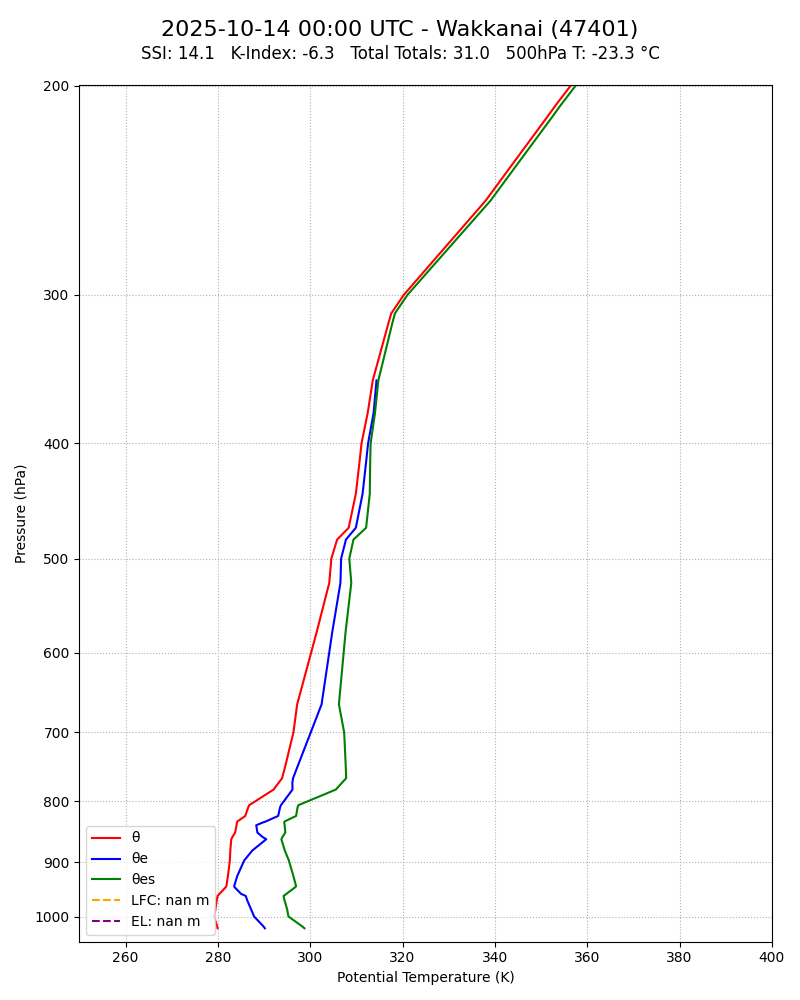 2025-10-14 00:00 UTC - Wakkanai (47401)
SSI: 14.1   K-Index: -6.3   Total Totals: 31.0   500hPa T: -23.3 °C
200
300
400
500
600
700
800
900
1000
Pressure (hPa)
θ
θe
θes
LFC: nan m
EL: nan m
260
280
300
320
340
360
380
400
Potential Temperature (K)